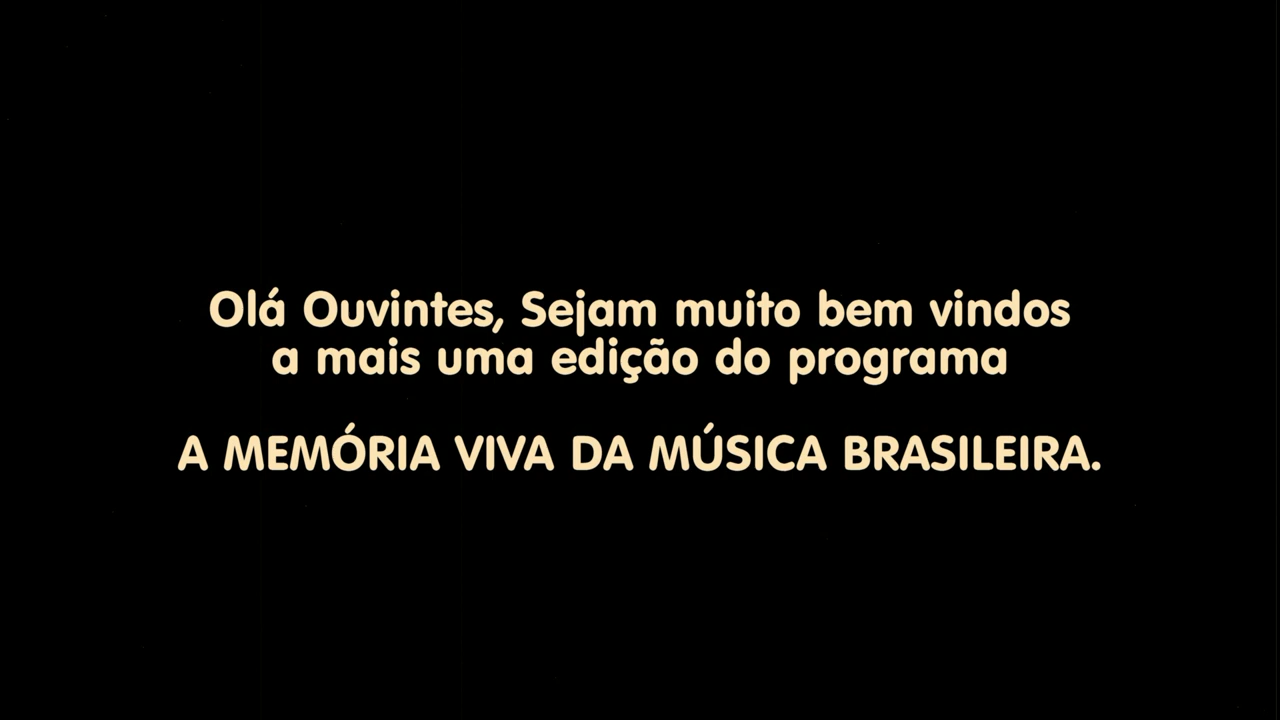 Olá Ouvintes, Sejam muito bem vindos
a mais uma edição do programa
A MEMÓRIA VIVA DA MÚSICA BRASILEIRA.